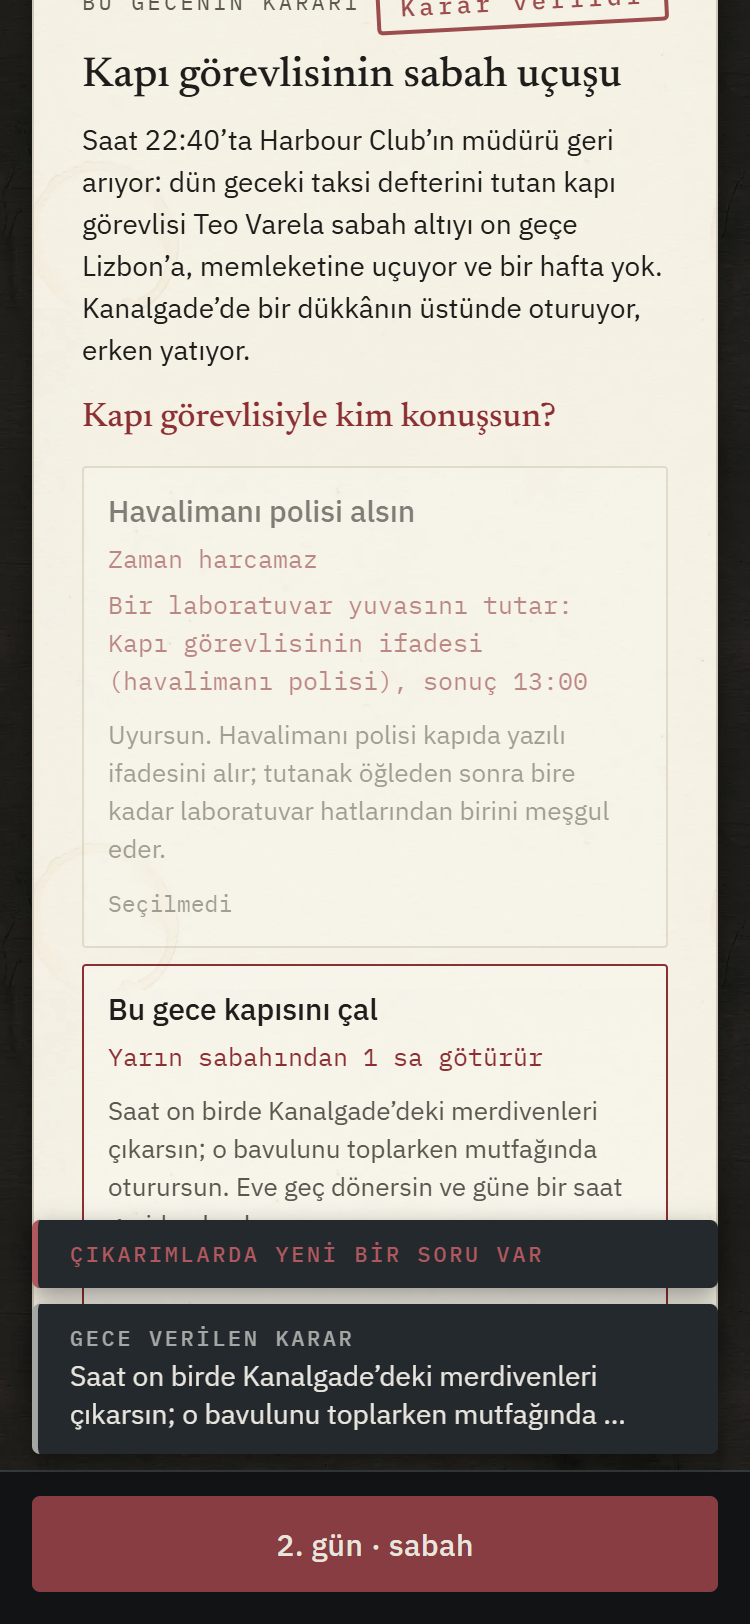 BU GECENİN KARARI
Karar verildi
Kapı görevlisinin sabah uçuşu
Saat 22:40’ta Harbour Club’ın müdürü geri
arıyor: dün geceki taksi defterini tutan kapı
görevlisi Teo Varela sabah altıyı on geçe
Lizbon’a, memleketine uçuyor ve bir hafta yok.
Kanalgade’de bir dükkânın üstünde oturuyor,
erken yatıyor.
Kapı görevlisiyle kim konuşsun?
Havalimanı polisi alsın
Zaman harcamaz
Bir laboratuvar yuvasını tutar:
Kapı görevlisinin ifadesi
(havalimanı polisi), sonuç 13:00
Uyursun. Havalimanı polisi kapıda yazılı
ifadesini alır; tutanak öğleden sonra bire
kadar laboratuvar hatlarından birini meşgul
eder.
Seçilmedi
Bu gece kapısını çal
Yarın sabahından 1 sa götürür
Saat on birde Kanalgade’deki merdivenleri
çıkarsın; o bavulunu toplarken mutfağında
oturursun. Eve geç dönersin ve güne bir saat
ÇIKARIMLARDA YENİ BİR SORU VAR
GECE VERİLEN KARAR
Saat on birde Kanalgade’deki merdivenleri
çıkarsın; o bavulunu toplarken mutfağında ...
2. gün · sabah